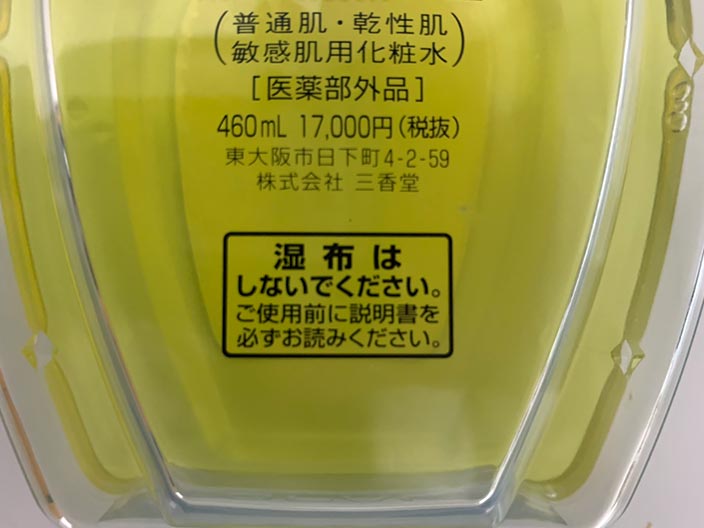 (普通肌・乾性肌
敏感肌用化粧水)
[医薬部外品]
460mL 17,000円(税抜)
東大阪市日下町4-2-59
株式会社 三香堂
湿布は
しないでください。
ご使用前に説明書を
必ずお読みください。